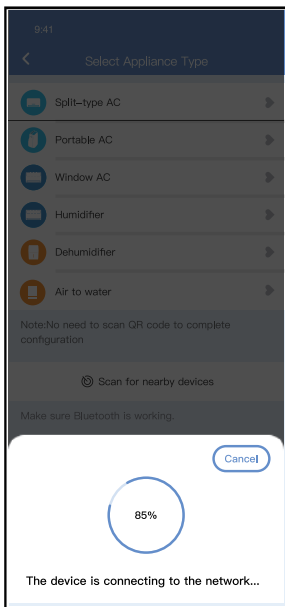 9:41
Select Appliance Type
Split-type AC
Portable AC
Window AC
Humidifier
Dehumidifier
Air to water
Note:No need to scan QR code to complete
configuration
Scan for nearby devices
Make sure Bluetooth is working.
Cancel
85%
The device is connecting to the network...